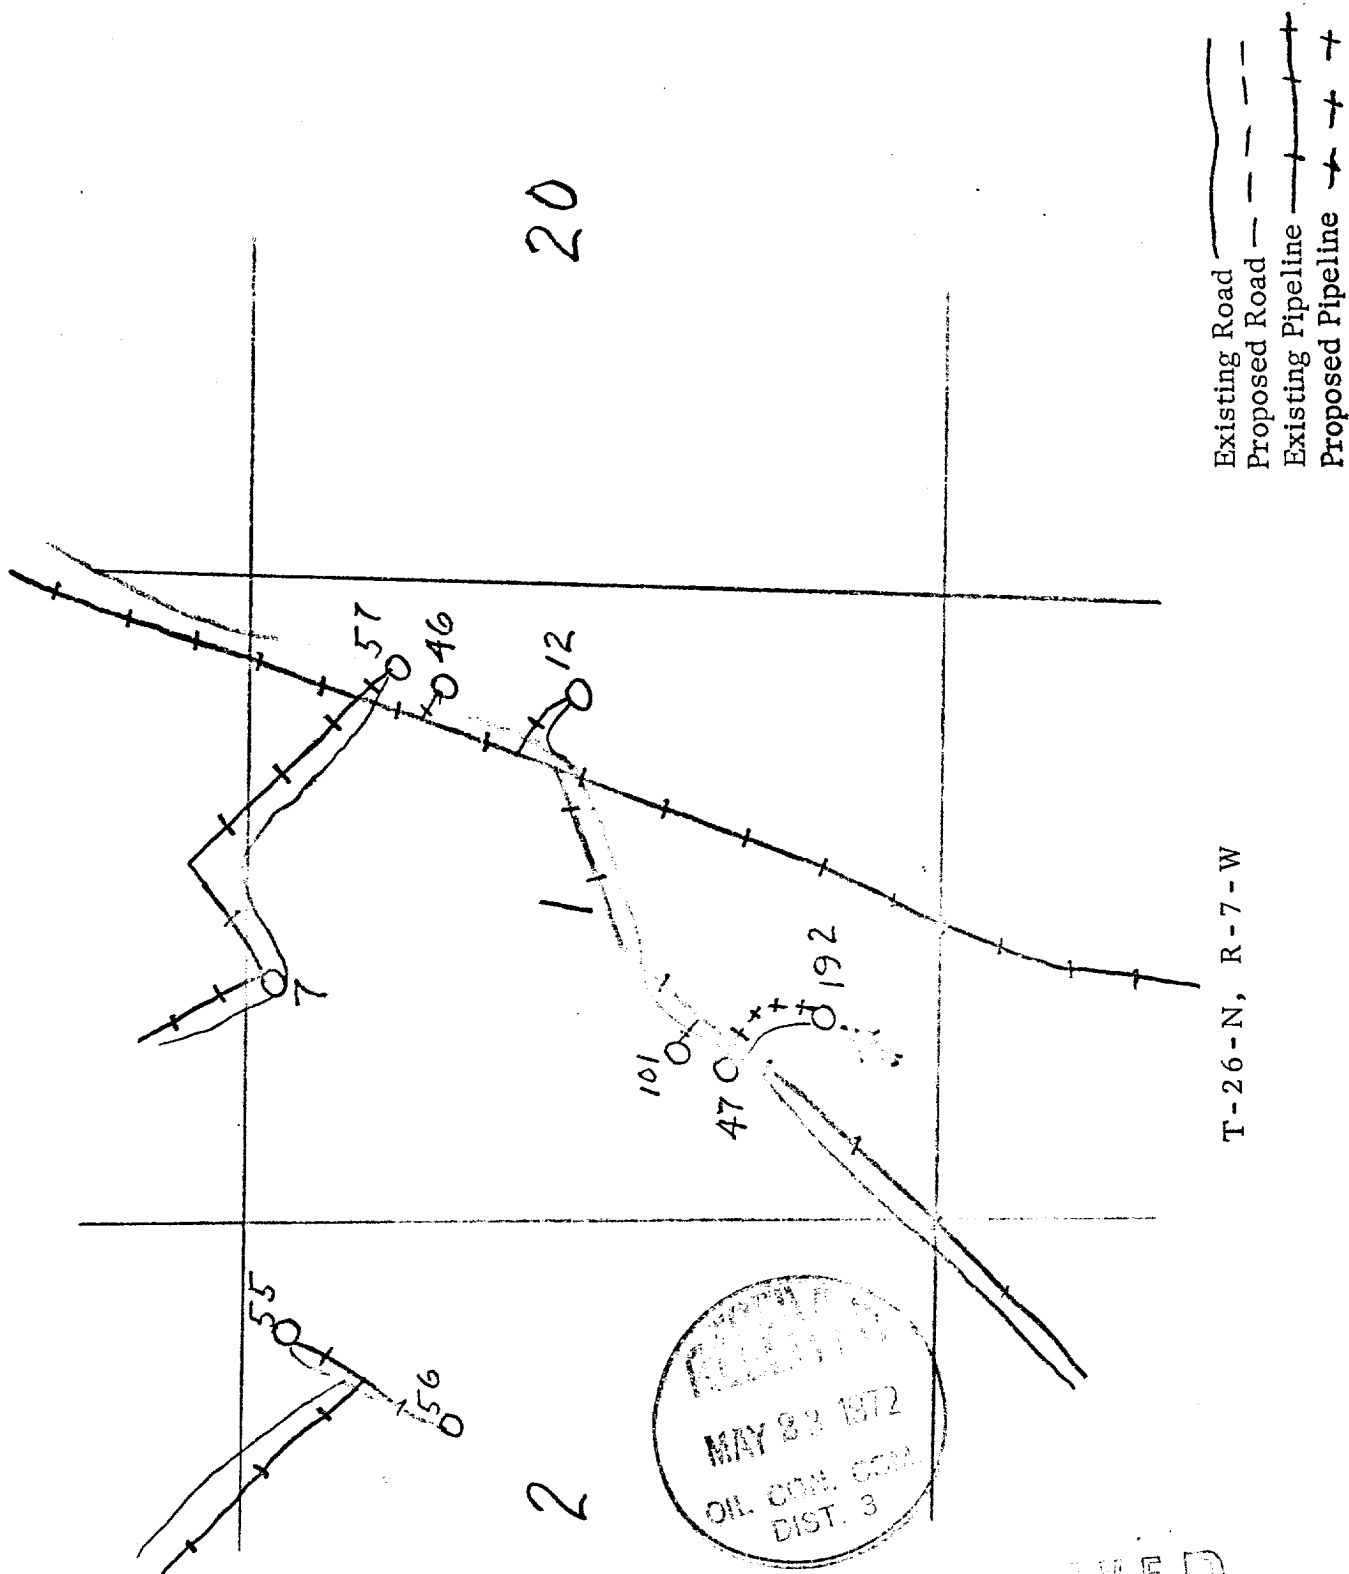 20
57
46
12
1
7
101
47
192
55
56
2
MAY 23 1972
OIL CON. COM.
DIST. 3
T-26-N, R-7-W
Existing Road
Proposed Road
Existing Pipeline
Proposed Pipeline